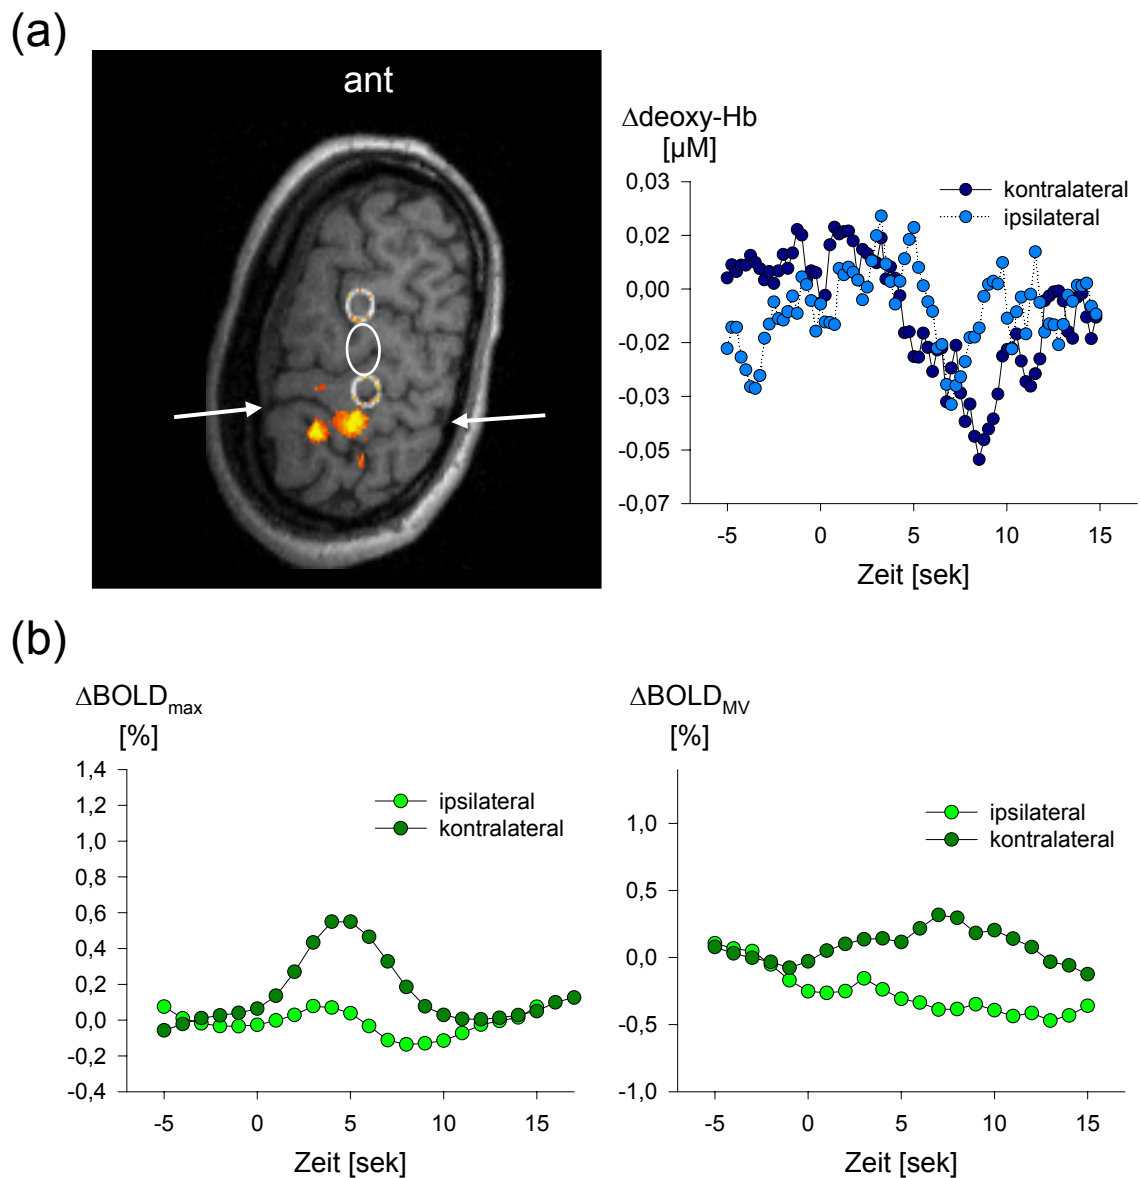 (a)
ant
Δdeoxy-Hb
[µM]
kontralateral
ipsilateral
0,03
0,02
0,00
-0,02
-0,03
-0,05
-0,07
-5 0 5 10 15
Zeit [sek]
(b)
ΔBOLDmax
[%]
ipsilateral
kontralateral
1,4
1,2
1,0
0,8
0,6
0,4
0,2
0,0
-0,2
-0,4
-5 0 5 10 15
Zeit [sek]
ΔBOLDMV
[%]
ipsilateral
kontralateral
1,0
0,5
0,0
-0,5
-1,0
-5 0 5 10 15
Zeit [sek]